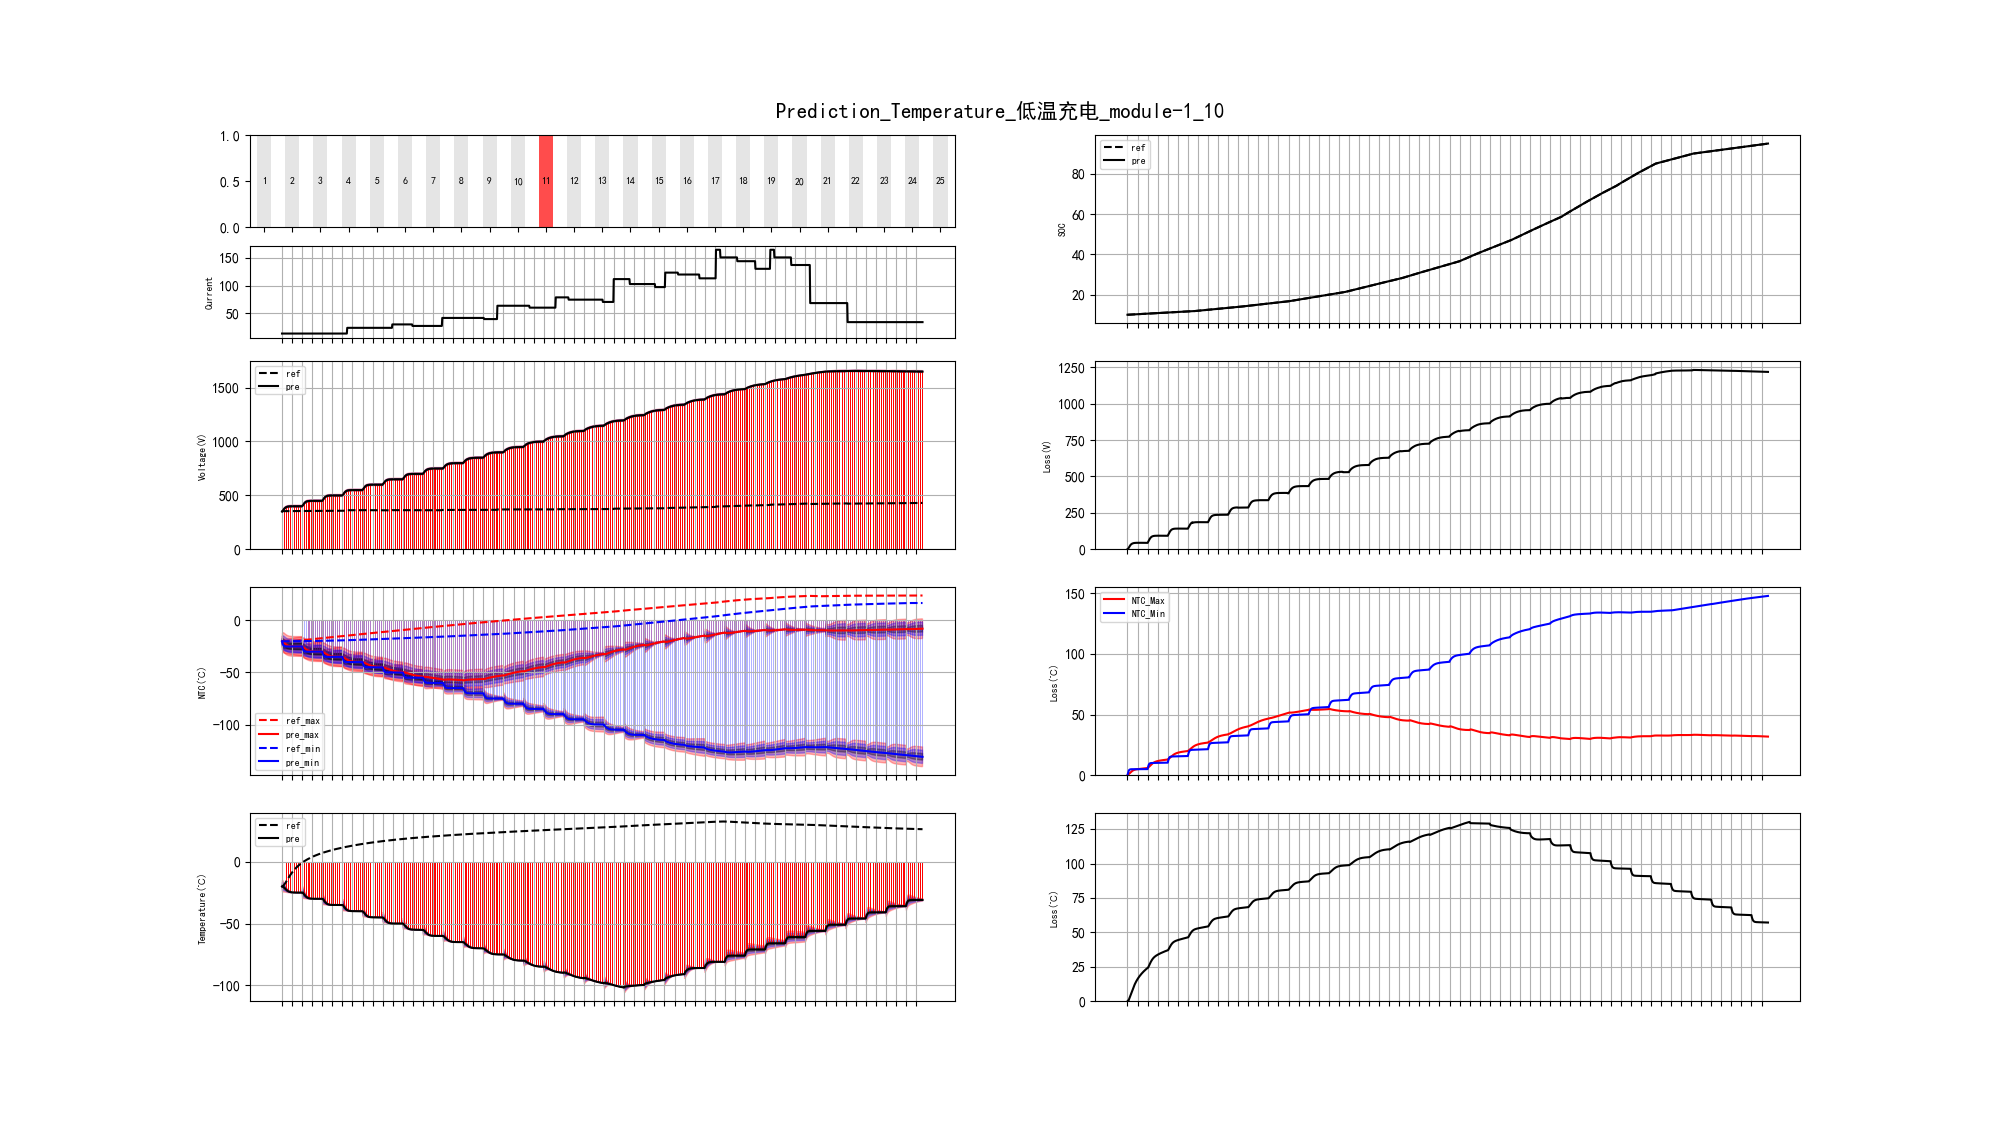 Prediction_Temperature_低温充电_module-1_10
1.0
0.5
0.0
1 2 3 4 5 6 7 8 9 10 11 12 13 14 15 16 17 18 19 20 21 22 23 24 25
Current
150
100
50
Voltage(V)
1500
1000
500
0
ref
pre
NTC(℃)
0
−50
−100
ref_max
pre_max
ref_min
pre_min
Temperature(℃)
0
−50
−100
ref
pre
SOC
80
60
40
20
ref
pre
Loss(V)
1250
1000
750
500
250
0
Loss(℃)
150
100
50
0
NTC_Max
NTC_Min
Loss(℃)
125
100
75
50
25
0